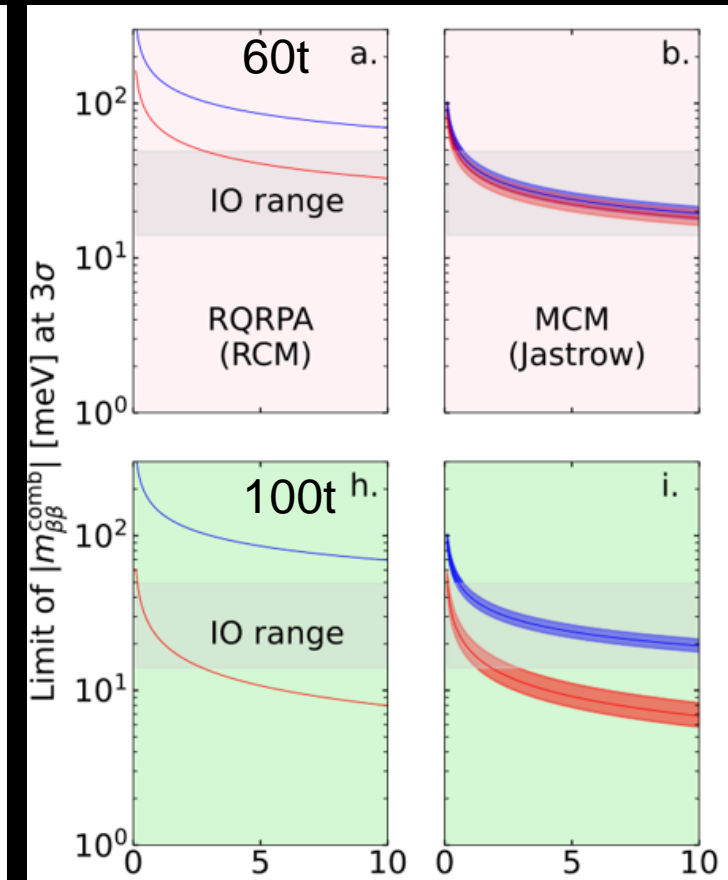 60t a.
b.
10²
IO range
10¹
RQRPA
(RCM)
MCM
(Jastrow)
10⁰
Limit of |m_{ββ}^{comb}| [meV] at 3σ
100t h.
i.
10²
IO range
10¹
10⁰
0 5 10 0 5 10